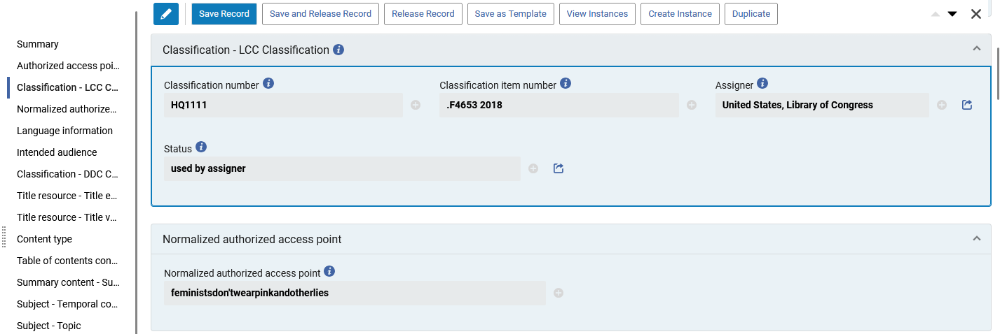 Save Record Save and Release Record Release Record Save as Template View Instances Create Instance Duplicate
Summary
Authorized access poi...
Classification - LCC C...
Normalized authorize...
Language information
Intended audience
Classification - DDC C...
Title resource - Title e...
Title resource - Title v...
Content type
Table of contents con...
Summary content - Su...
Subject - Temporal co...
Subject - Topic
Classification - LCC Classification
Classification number Classification item number Assigner
HQ1111 .F4653 2018 United States, Library of Congress
Status
used by assigner
Normalized authorized access point
Normalized authorized access point
feministsdon'twearpinkandotherlies